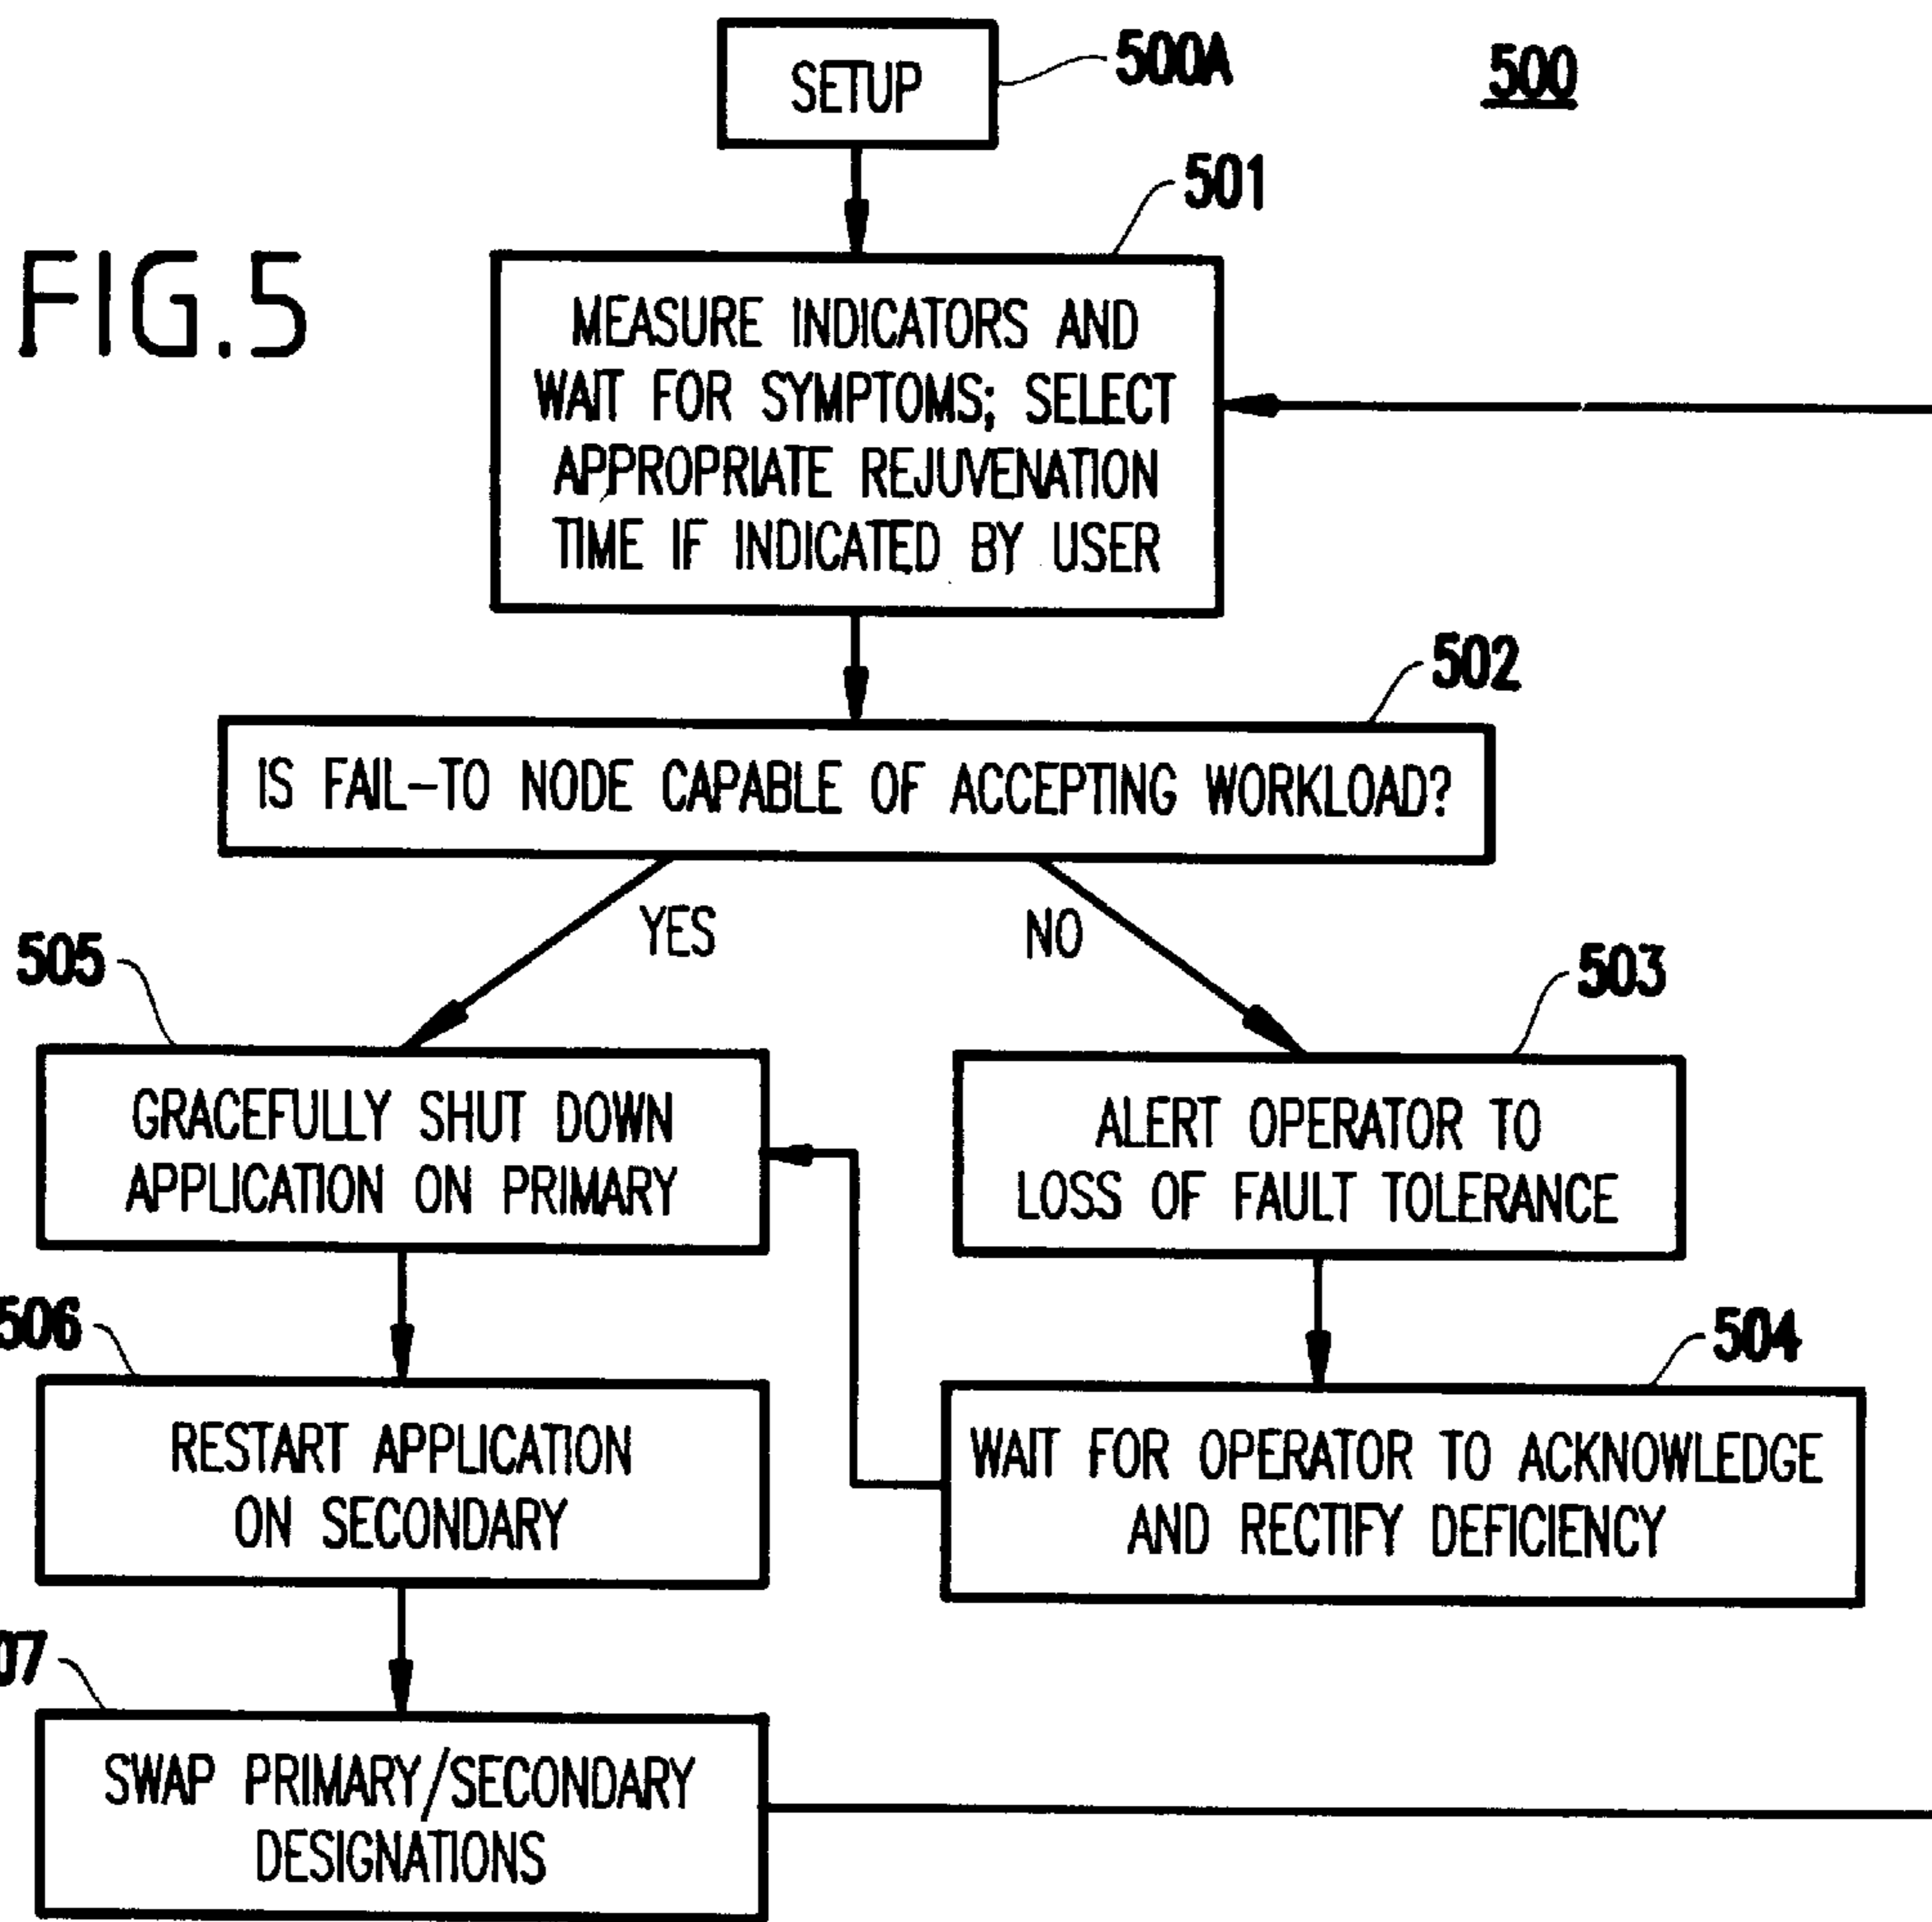 SETUP
500A
500
501
FIG.5
MEASURE INDICATORS AND
WAIT FOR SYMPTOMS; SELECT
APPROPRIATE REJUVENATION
TIME IF INDICATED BY USER
502
IS FAIL-TO NODE CAPABLE OF ACCEPTING WORKLOAD?
YES
NO
505
503
GRACEFULLY SHUT DOWN
APPLICATION ON PRIMARY
ALERT OPERATOR TO
LOSS OF FAULT TOLERANCE
506
504
RESTART APPLICATION
ON SECONDARY
WAIT FOR OPERATOR TO ACKNOWLEDGE
AND RECTIFY DEFICIENCY
07
SWAP PRIMARY/SECONDARY
DESIGNATIONS